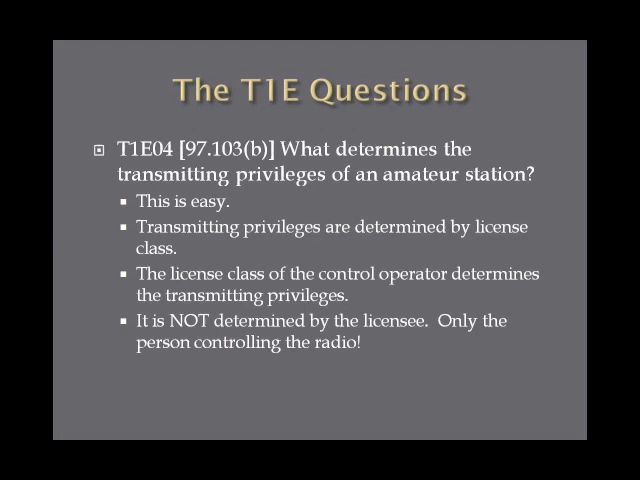 The T1E Questions
T1E04 [97.103(b)] What determines the
transmitting privileges of an amateur station?
This is easy.
Transmitting privileges are determined by license
class.
The license class of the control operator determines
the transmitting privileges.
It is NOT determined by the licensee.  Only the
person controlling the radio!